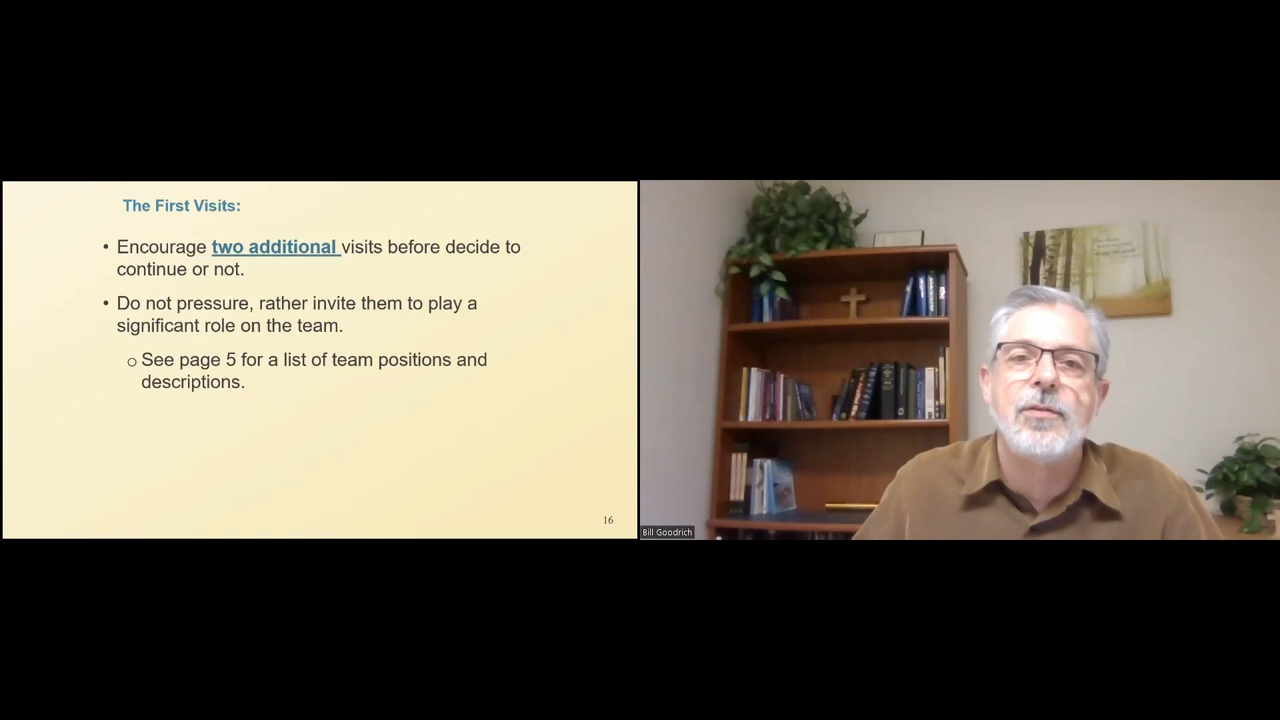 The First Visits:
• Encourage two additional visits before decide to
continue or not.
• Do not pressure, rather invite them to play a
significant role on the team.
o See page 5 for a list of team positions and
descriptions.
16
Bill Goodrich